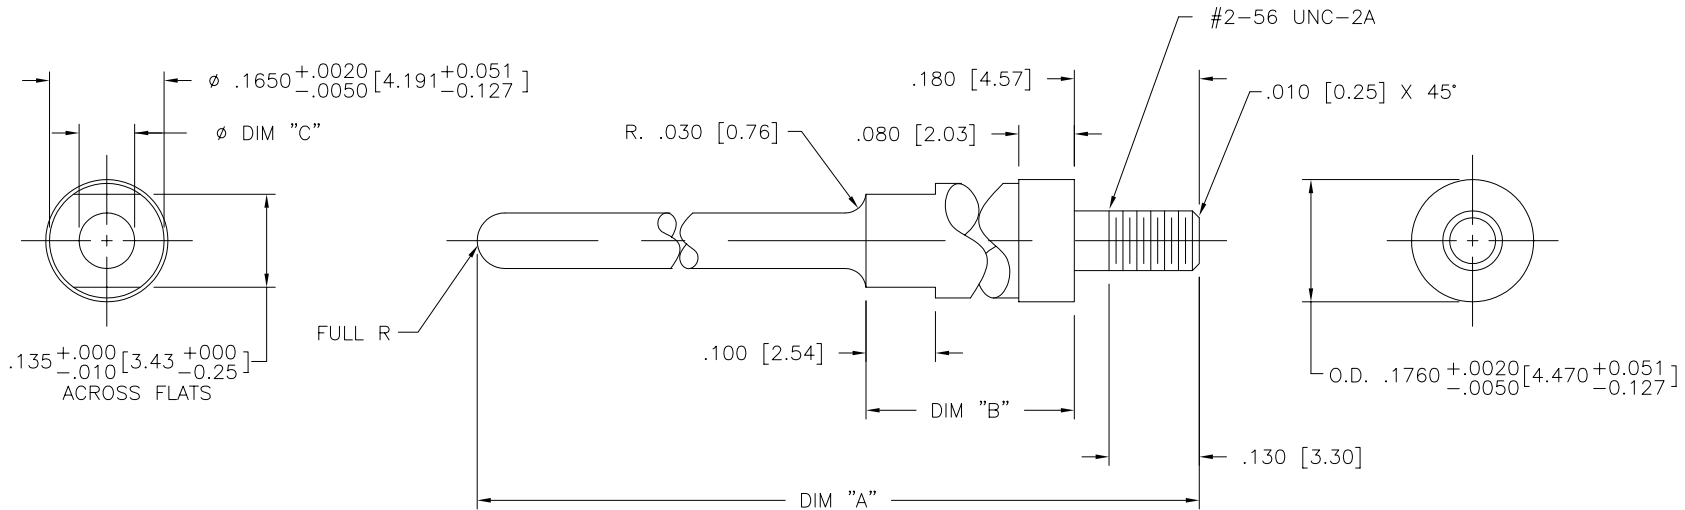 #2-56 UNC-2A
ø .1650 +.0020 -.0050 [4.191 +0.051 -0.127]
.180 [4.57]
.010 [0.25] X 45°
ø DIM "C"
R. .030 [0.76]
.080 [2.03]
FULL R
.135 +.000 -.010 [3.43 +000 -0.25]
ACROSS FLATS
.100 [2.54]
O.D. .1760 +.0020 -.0050 [4.470 +0.051 -0.127]
DIM "B"
.130 [3.30]
DIM "A"